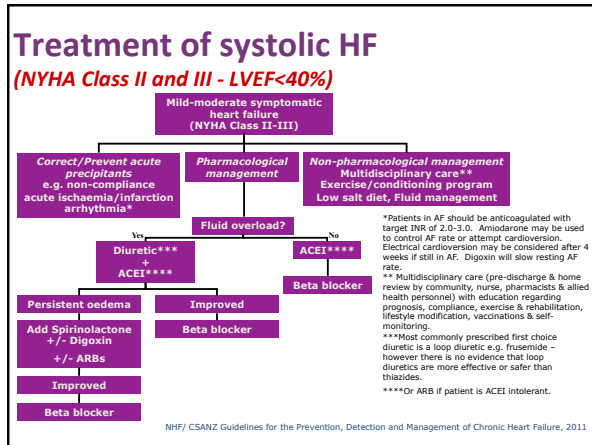 Treatment of systolic HF
(NYHA Class II and III - LVEF<40%)
Mild-moderate symptomatic
heart failure
(NYHA Class II-III)
Correct/Prevent acute
precipitants
e.g. non-compliance
acute ischaemia/infarction
arrhythmia*
Pharmacological
management
Non-pharmacological management
Multidisciplinary care**
Exercise/conditioning program
Low salt diet, Fluid management
Fluid overload?
Yes
No
Diuretic***
+
ACEI****
ACEI****
Beta blocker
Persistent oedema
Improved
Add Spirinolactone
+/- Digoxin
+/- ARBs
Beta blocker
Improved
Beta blocker
*Patients in AF should be anticoagulated with
target INR of 2.0-3.0.  Amiodarone may be used
to control AF rate or attempt cardioversion.
Electrical cardioversion may be considered after 4
weeks if still in AF.  Digoxin will slow resting AF
rate.
** Multidisciplinary care (pre-discharge & home
review by community, nurse, pharmacists & allied
health personnel) with education regarding
prognosis, compliance, exercise & rehabilitation,
lifestyle modification, vaccinations & self-
monitoring.
***Most commonly prescribed first choice
diuretic is a loop diuretic e.g. frusemide –
however there is no evidence that loop
diuretics are more effective or safer than
thiazides.
****Or ARB if patient is ACEI intolerant.
NHF/ CSANZ Guidelines for the Prevention, Detection and Management of Chronic Heart Failure, 2011